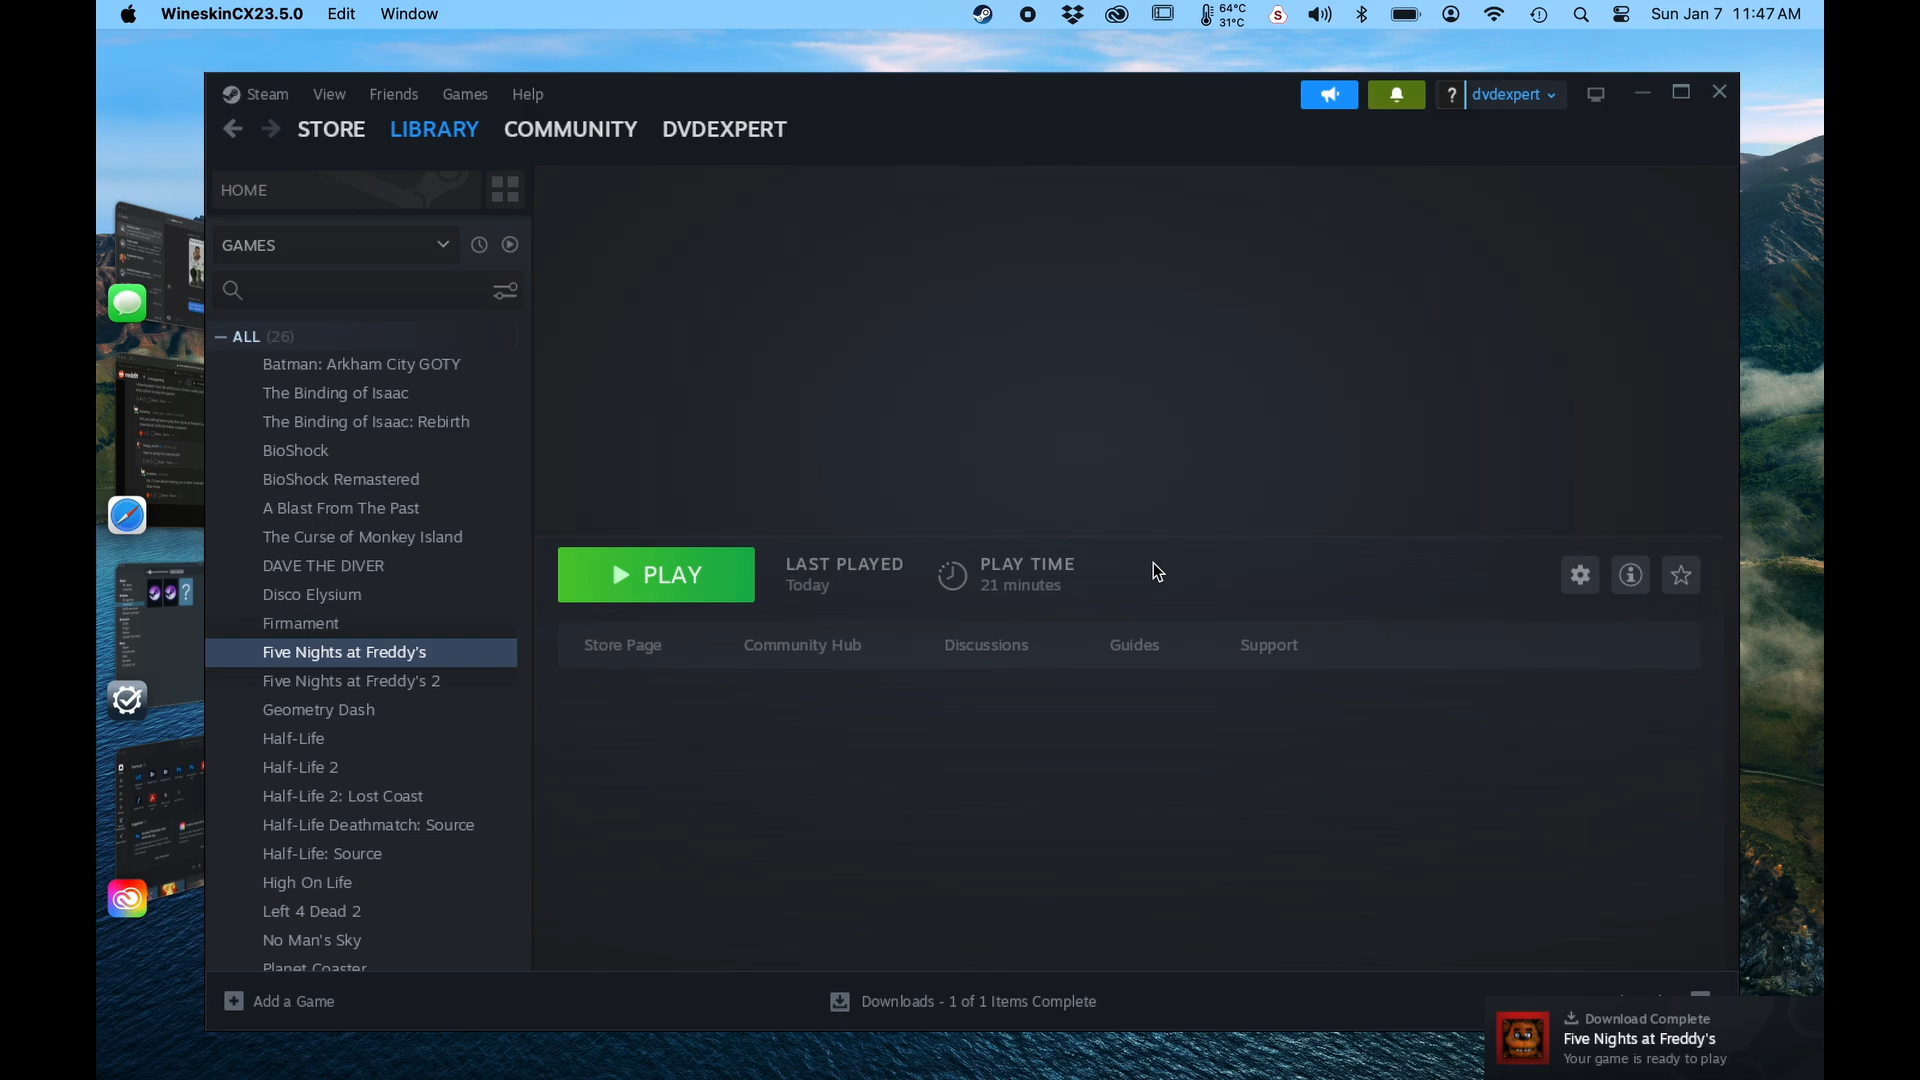 WineskinCX23.5.0 Edit Window
64°C
31°C
Sun Jan 7 11:47 AM
Steam View Friends Games Help
? dvdexpert
STORE LIBRARY COMMUNITY DVDEXPERT
HOME
GAMES
ALL (26)
Batman: Arkham City GOTY
The Binding of Isaac
The Binding of Isaac: Rebirth
BioShock
BioShock Remastered
A Blast From The Past
The Curse of Monkey Island
DAVE THE DIVER
Disco Elysium
Firmament
Five Nights at Freddy's
Five Nights at Freddy's 2
Geometry Dash
Half-Life
Half-Life 2
Half-Life 2: Lost Coast
Half-Life Deathmatch: Source
Half-Life: Source
High On Life
Left 4 Dead 2
No Man's Sky
Planet Coaster
PLAY
LAST PLAYED
Today
PLAY TIME
21 minutes
Store Page Community Hub Discussions Guides Support
Add a Game
Downloads - 1 of 1 Items Complete
Download Complete
Five Nights at Freddy's
Your game is ready to play